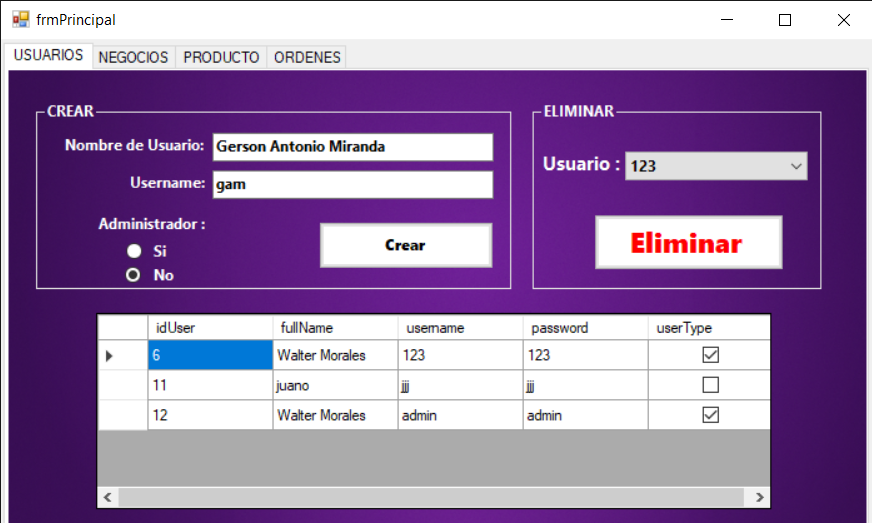 frmPrincipal
USUARIOS NEGOCIOS PRODUCTO ORDENES
CREAR
Nombre de Usuario: Gerson Antonio Miranda
Username: gam
Administrador :
Si
No
Crear
ELIMINAR
Usuario : 123
Eliminar
idUser fullName username password userType
6 Walter Morales 123 123
11 juano jjj jjj
12 Walter Morales admin admin